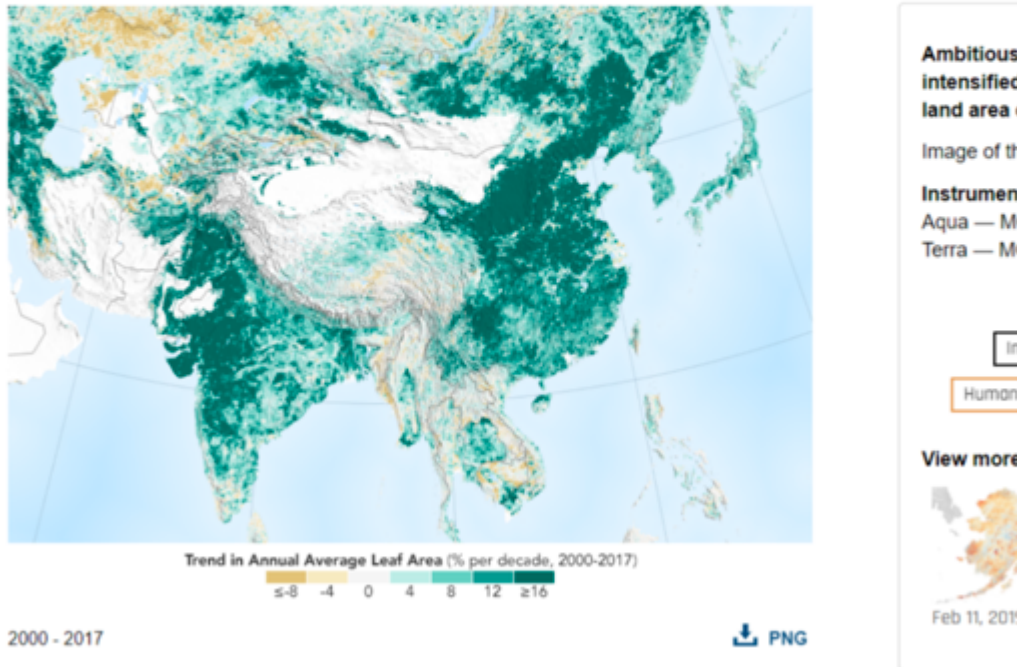 Trend in Annual Average Leaf Area (% per decade, 2000-2017)
≤-8 -4 0 4 8 12 ≥16
2000 - 2017
PNG
Ambitious
intensified
land area
Image of th
Instrumen
Aqua — M
Terra — M
In
Human
View more
Feb 11, 2019